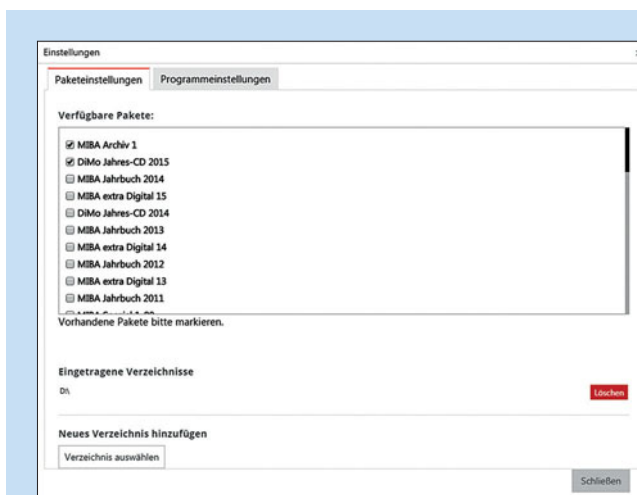 Einstellungen
Paketeinstellungen Programmeinstellungen
Verfügbare Pakete:
MIBA Archiv 1
DiMo Jahres-CD 2015
MIBA Jahrbuch 2014
MIBA extra Digital 15
DiMo Jahres-CD 2014
MIBA Jahrbuch 2013
MIBA extra Digital 14
MIBA Jahrbuch 2012
MIBA extra Digital 13
MIBA Jahrbuch 2011
Vorhandene Pakete bitte markieren.
Eingetragene Verzeichnisse
D:\ Löschen
Neues Verzeichnis hinzufügen
Verzeichnis auswählen
Schließen